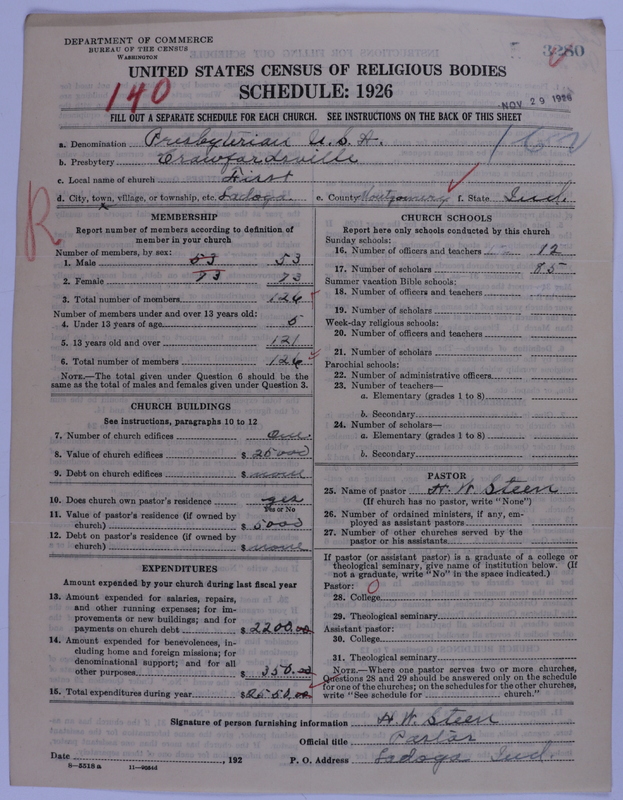 DEPARTMENT OF COMMERCE
BUREAU OF THE CENSUS
WASHINGTON
3280
UNITED STATES CENSUS OF RELIGIOUS BODIES
SCHEDULE: 1926
140
NOV 29 1926
FILL OUT A SEPARATE SCHEDULE FOR EACH CHURCH. SEE INSTRUCTIONS ON THE BACK OF THIS SHEET
a. Denomination Presbyterian U.S.A.
b. Presbytery Crawfordsville
c. Local name of church First
d. City, town, village, or township, etc. Ladoga e. County Montgomery f. State Ind.
R
MEMBERSHIP
Report number of members according to definition of
member in your church
Number of members, by sex:
1. Male 53 53
2. Female 73 73
3. Total number of members 126
Number of members under and over 13 years old:
4. Under 13 years of age 5
5. 13 years old and over 121
6. Total number of members 126
NOTE.—The total given under Question 6 should be the
same as the total of males and females given under Question 3.
CHURCH BUILDINGS
See instructions, paragraphs 10 to 12
7. Number of church edifices one
8. Value of church edifices $ 25000
9. Debt on church edifices $ none
10. Does church own pastor's residence yes
Yes or No
11. Value of pastor's residence (if owned by
church) $ 5000
12. Debt on pastor's residence (if owned by
church) $ none
EXPENDITURES
Amount expended by your church during last fiscal year
13. Amount expended for salaries, repairs,
and other running expenses; for im-
provements or new buildings; and for
payments on church debt $ 2200.00
14. Amount expended for benevolences, in-
cluding home and foreign missions; for
denominational support; and for all
other purposes $ 350.00
15. Total expenditures during year $ 2550.00
CHURCH SCHOOLS
Report here only schools conducted by this church
Sunday schools:
16. Number of officers and teachers 12
17. Number of scholars 85
Summer vacation Bible schools:
18. Number of officers and teachers
19. Number of scholars
Week-day religious schools:
20. Number of officers and teachers
21. Number of scholars
Parochial schools:
22. Number of administrative officers
23. Number of teachers—
a. Elementary (grades 1 to 8)
b. Secondary
24. Number of scholars—
a. Elementary (grades 1 to 8)
b. Secondary
PASTOR
25. Name of pastor H. W. Steen
(If church has no pastor, write "None")
26. Number of ordained ministers, if any, em-
ployed as assistant pastors
27. Number of other churches served by the
pastor or his assistants
If pastor (or assistant pastor) is a graduate of a college or
theological seminary, give name of institution below. (If
not a graduate, write "No" in the space indicated.)
Pastor:
28. College
29. Theological seminary
Assistant pastor:
30. College
31. Theological seminary
NOTE.—Where one pastor serves two or more churches,
Questions 28 and 29 should be answered only on the schedule
for one of the churches; on the schedules for the other churches,
write "See schedule for church."
Signature of person furnishing information H. W. Steen
Official title Pastor
Date , 192 P. O. Address Ladoga Ind.
8—5518 a 11—9024d